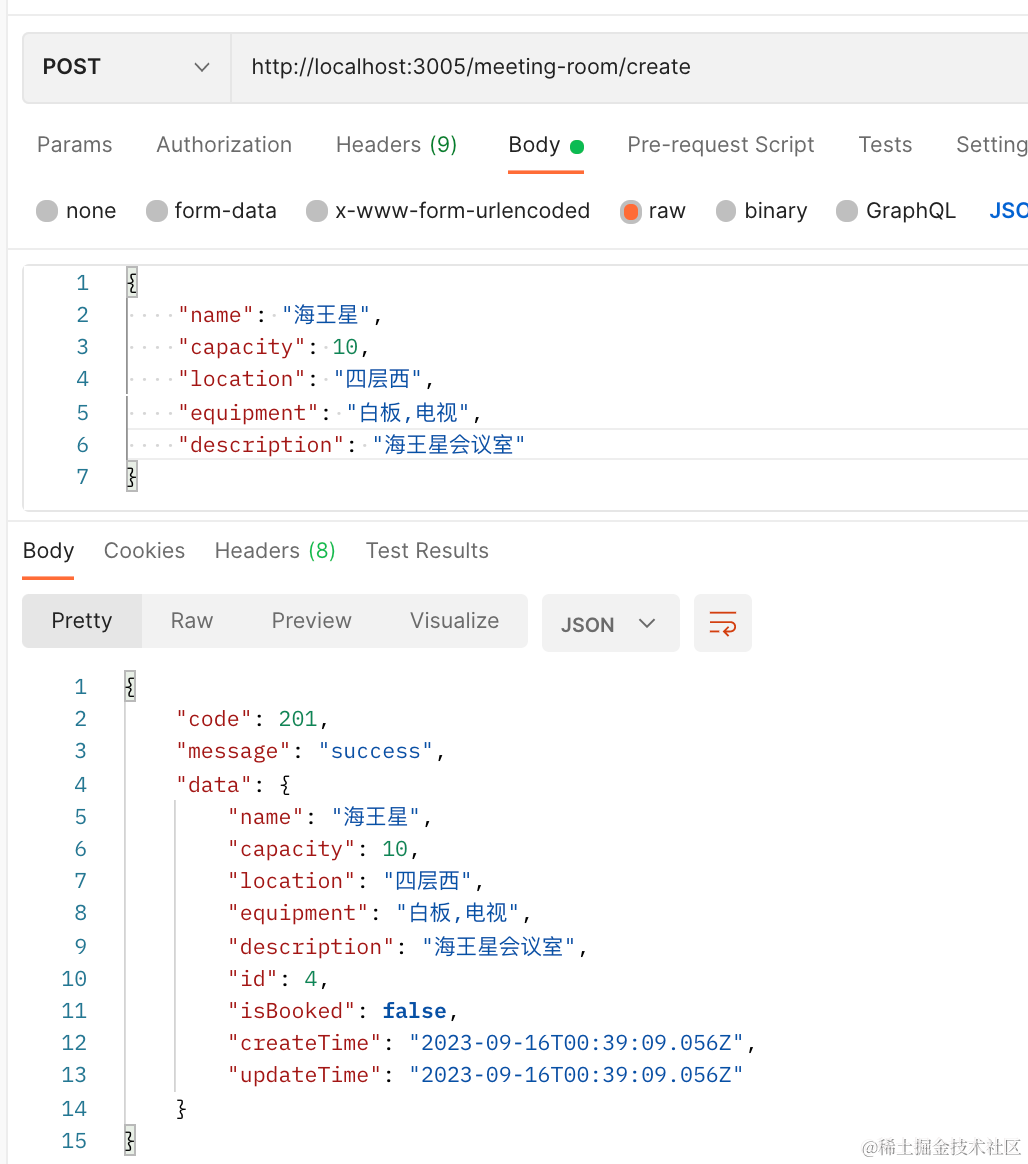 POST http://localhost:3005/meeting-room/create
Params Authorization Headers (9) Body Pre-request Script Tests Setting
none form-data x-www-form-urlencoded raw binary GraphQL JSO
1 {
2 "name": "海王星",
3 "capacity": 10,
4 "location": "四层西",
5 "equipment": "白板,电视",
6 "description": "海王星会议室"
7 }
Body Cookies Headers (8) Test Results
Pretty Raw Preview Visualize JSON
1 {
2 "code": 201,
3 "message": "success",
4 "data": {
5 "name": "海王星",
6 "capacity": 10,
7 "location": "四层西",
8 "equipment": "白板,电视",
9 "description": "海王星会议室",
10 "id": 4,
11 "isBooked": false,
12 "createTime": "2023-09-16T00:39:09.056Z",
13 "updateTime": "2023-09-16T00:39:09.056Z"
14 }
15 }
@稀土掘金技术社区